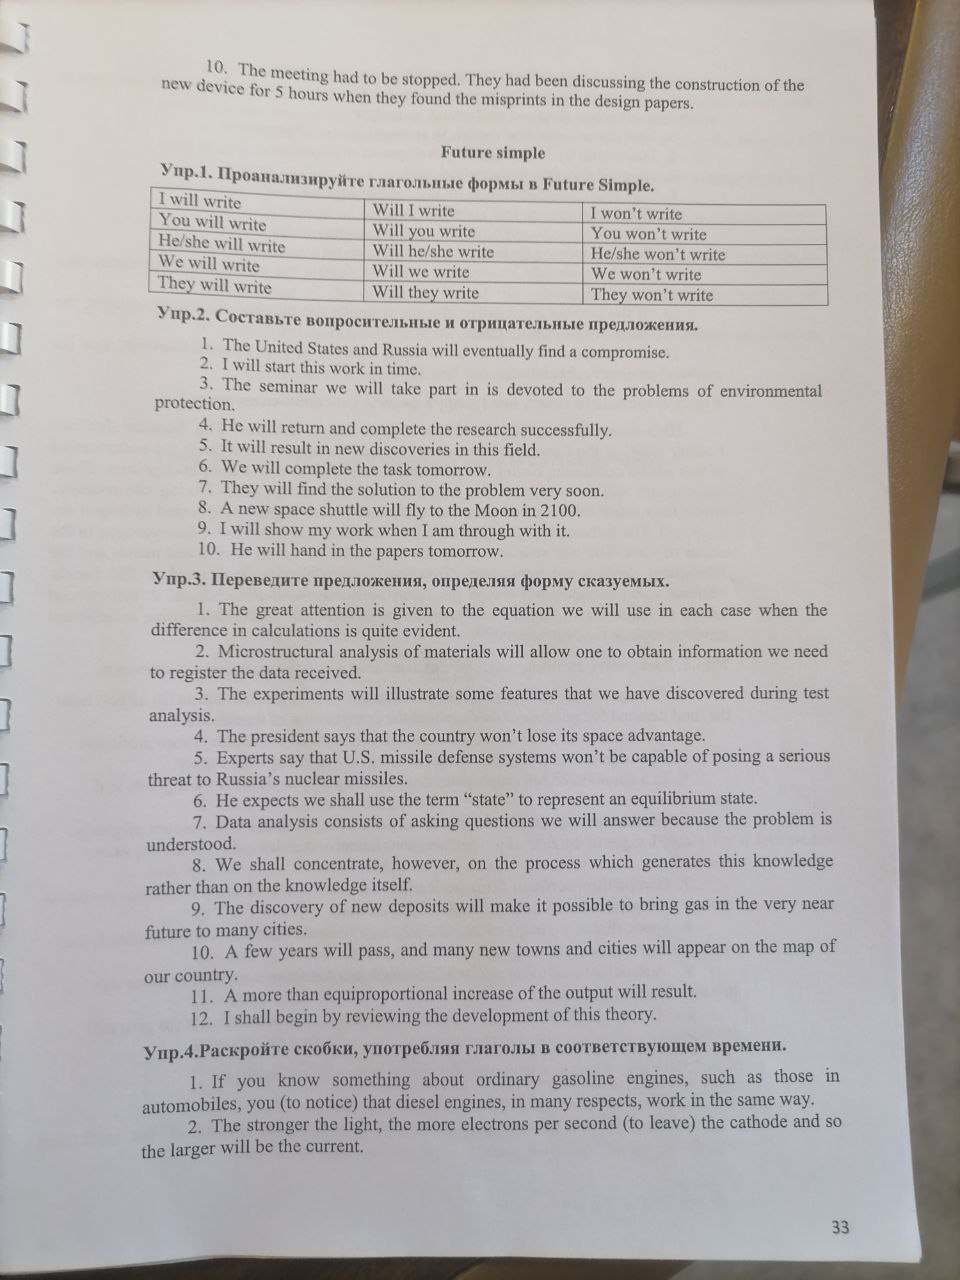 10. The meeting had to be stopped. They had been discussing the construction of the
new device for 5 hours when they found the misprints in the design papers.
Future simple
Упр.1. Проанализируйте глагольные формы в Future Simple.
I will write Will I write I won't write
You will write Will you write You won't write
He/she will write Will he/she write He/she won't write
We will write Will we write We won't write
They will write Will they write They won't write
Упр.2. Составьте вопросительные и отрицательные предложения.
1. The United States and Russia will eventually find a compromise.
2. I will start this work in time.
3. The seminar we will take part in is devoted to the problems of environmental
protection.
4. He will return and complete the research successfully.
5. It will result in new discoveries in this field.
6. We will complete the task tomorrow.
7. They will find the solution to the problem very soon.
8. A new space shuttle will fly to the Moon in 2100.
9. I will show my work when I am through with it.
10. He will hand in the papers tomorrow.
Упр.3. Переведите предложения, определяя форму сказуемых.
1. The great attention is given to the equation we will use in each case when the
difference in calculations is quite evident.
2. Microstructural analysis of materials will allow one to obtain information we need
to register the data received.
3. The experiments will illustrate some features that we have discovered during test
analysis.
4. The president says that the country won't lose its space advantage.
5. Experts say that U.S. missile defense systems won't be capable of posing a serious
threat to Russia's nuclear missiles.
6. He expects we shall use the term “state” to represent an equilibrium state.
7. Data analysis consists of asking questions we will answer because the problem is
understood.
8. We shall concentrate, however, on the process which generates this knowledge
rather than on the knowledge itself.
9. The discovery of new deposits will make it possible to bring gas in the very near
future to many cities.
10. A few years will pass, and many new towns and cities will appear on the map of
our country.
11. A more than equiproportional increase of the output will result.
12. I shall begin by reviewing the development of this theory.
Упр.4.Раскройте скобки, употребляя глаголы в соответствующем времени.
1. If you know something about ordinary gasoline engines, such as those in
automobiles, you (to notice) that diesel engines, in many respects, work in the same way.
2. The stronger the light, the more electrons per second (to leave) the cathode and so
the larger will be the current.
33